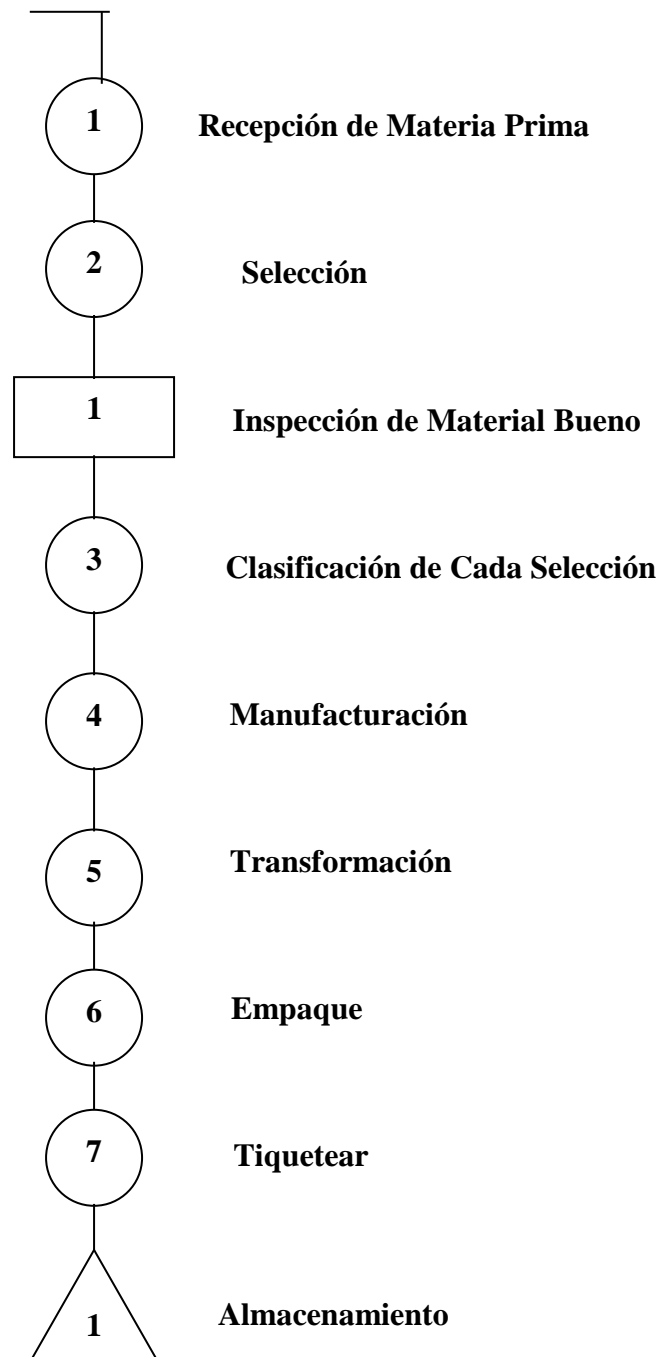 1 Recepción de Materia Prima
2 Selección
1 Inspección de Material Bueno
3 Clasificación de Cada Selección
4 Manufacturación
5 Transformación
6 Empaque
7 Tiquetear
1 Almacenamiento